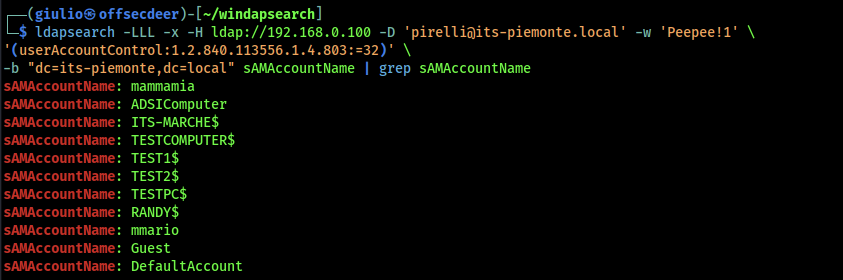 ┌──(giulio㉿offsecdeer)-[~/windapsearch]
└─$ ldapsearch -LLL -x -H ldap://192.168.0.100 -D 'pirelli@its-piemonte.local' -w 'Peepee!1' \
'(userAccountControl:1.2.840.113556.1.4.803:=32)' \
-b "dc=its-piemonte,dc=local" sAMAccountName | grep sAMAccountName
sAMAccountName: mammamia
sAMAccountName: ADSIComputer
sAMAccountName: ITS-MARCHE$
sAMAccountName: TESTCOMPUTER$
sAMAccountName: TEST1$
sAMAccountName: TEST2$
sAMAccountName: TESTPC$
sAMAccountName: RANDY$
sAMAccountName: mmario
sAMAccountName: Guest
sAMAccountName: DefaultAccount